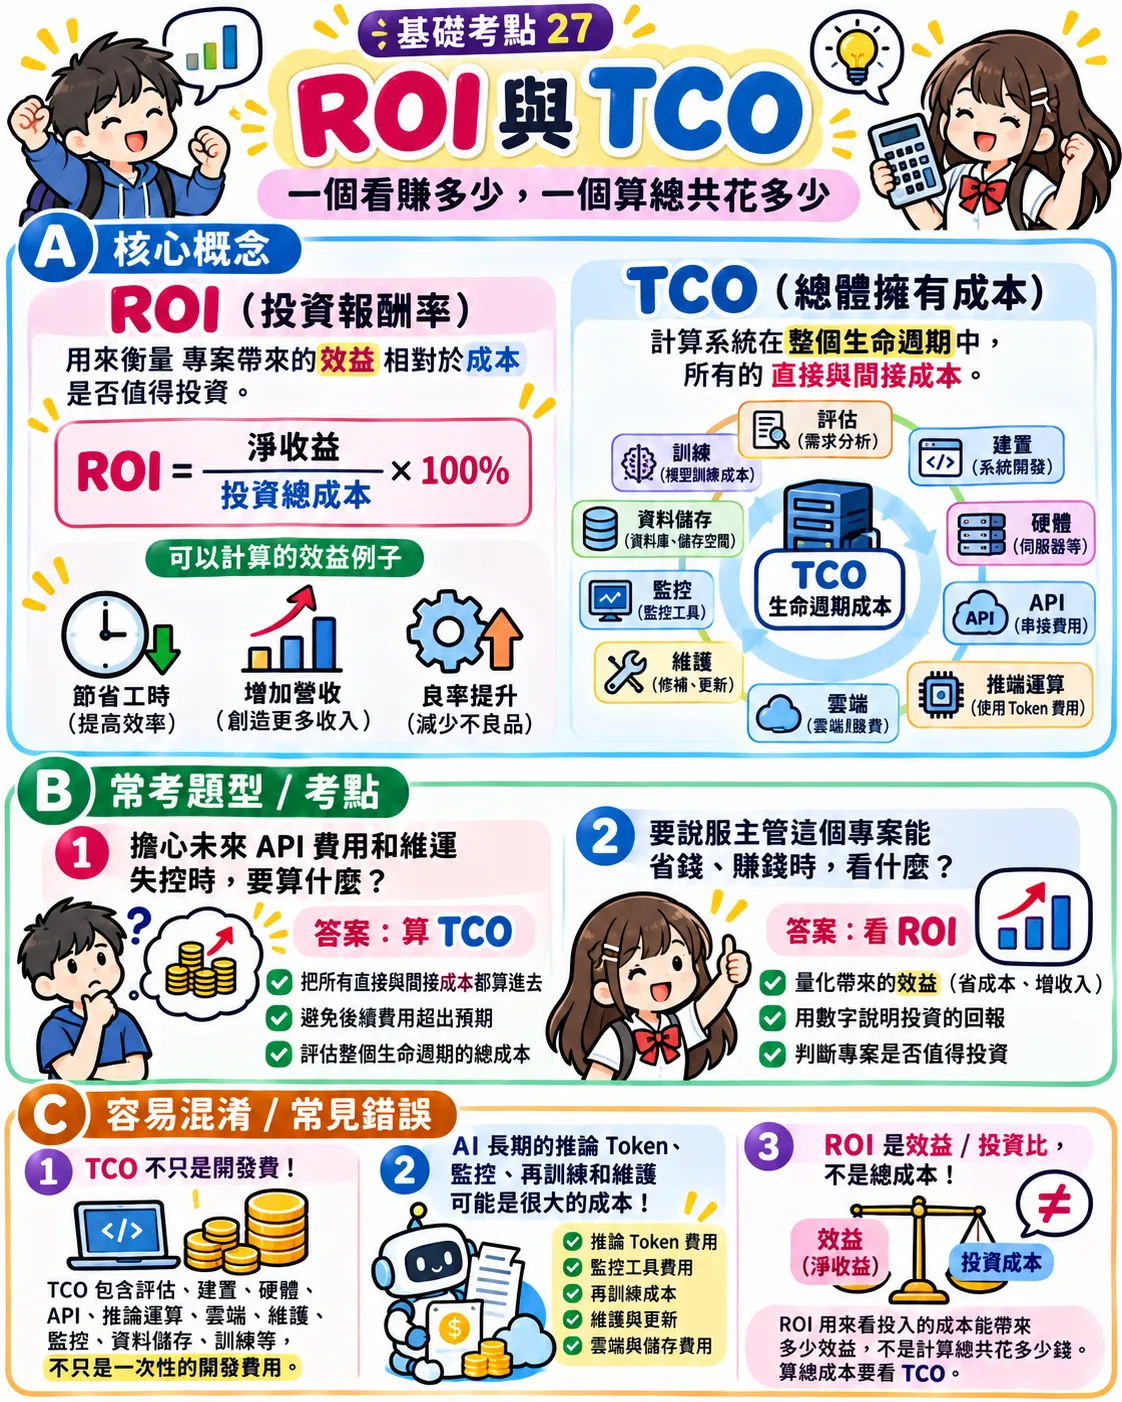 基礎考點 27
ROI 與 TCO
一個看賺多少，一個算總共花多少
A 核心概念
ROI（投資報酬率）
用來衡量 專案帶來的效益 相對於成本
是否值得投資。
ROI = 淨收益 / 投資總成本 × 100%
可以計算的效益例子
節省工時
（提高效率）
增加營收
（創造更多收入）
良率提升
（減少不良品）
TCO（總體擁有成本）
計算系統在 整個生命週期中，
所有的 直接與間接成本。
評估
（需求分析）
建置
（系統開發）
硬體
（伺服器等）
API
API
（串接費用）
推端運算
（使用 Token 費用）
雲端
（雲端服費）
維護
（修補、更新）
監控
（監控工具）
資料儲存
（資料庫、儲存空間）
訓練
（模型訓練成本）
TCO
生命週期成本
B 常考題型 / 考點
1 擔心未來 API 費用和維運
失控時，要算什麼？
?
答案：算 TCO
把所有直接與間接成本都算進去
避免後續費用超出預期
評估整個生命週期的總成本
2 要說服主管這個專案能
省錢、賺錢時，看什麼？
答案：看 ROI
量化帶來的效益（省成本、增收入）
用數字說明投資的回報
判斷專案是否值得投資
C 容易混淆 / 常見錯誤
1 TCO 不只是開發費！
</>
TCO 包含評估、建置、硬體、
API、推論運算、雲端、維護、
監控、資料儲存、訓練等，
不只是一次性的開發費用。
2 AI 長期的推論 Token、
監控、再訓練和維護
可能是很大的成本！
$
推論 Token 費用
監控工具費用
再訓練成本
維護與更新
雲端與儲存費用
3 ROI 是效益 / 投資比，
不是總成本！
≠
效益
（淨收益）
投資成本
ROI 用來看投入的成本能帶來
多少效益，不是計算總共花多少錢。
算總成本要看 TCO。